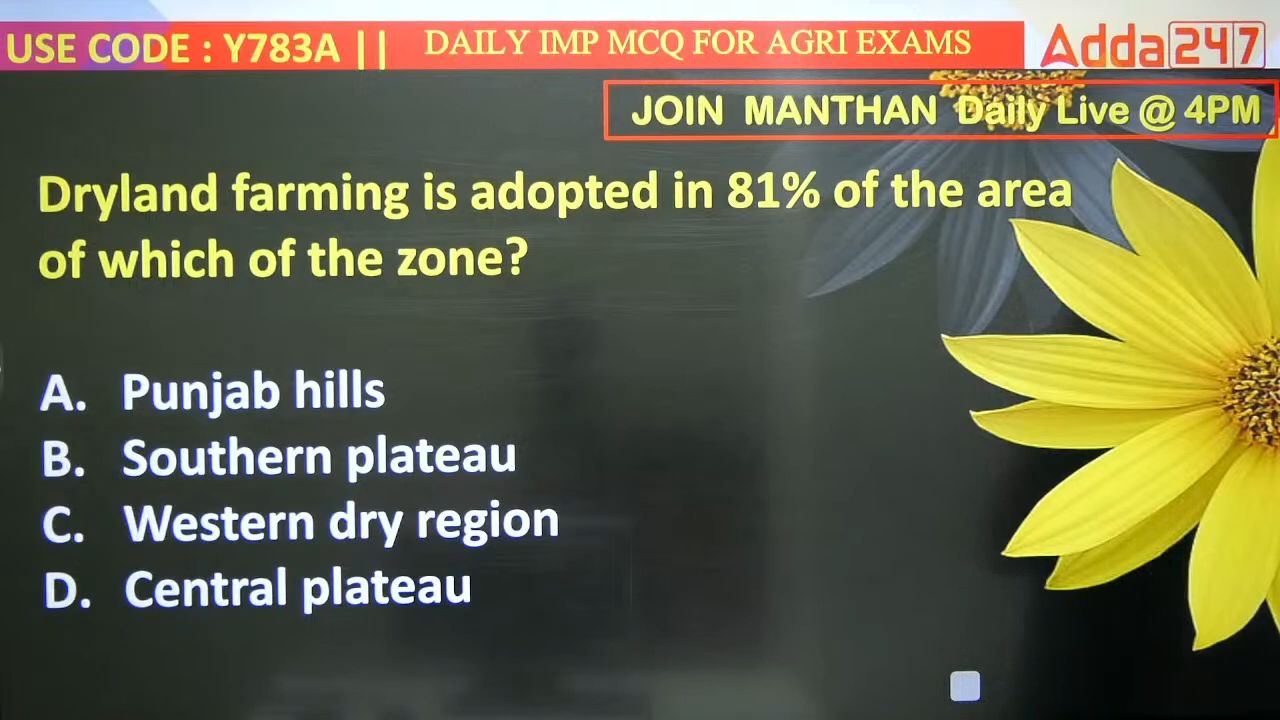 USE CODE : Y783A || DAILY IMP MCQ FOR AGRI EXAMS Adda247
JOIN MANTHAN Daily Live @ 4PM
Dryland farming is adopted in 81% of the area
of which of the zone?
A. Punjab hills
B. Southern plateau
C. Western dry region
D. Central plateau